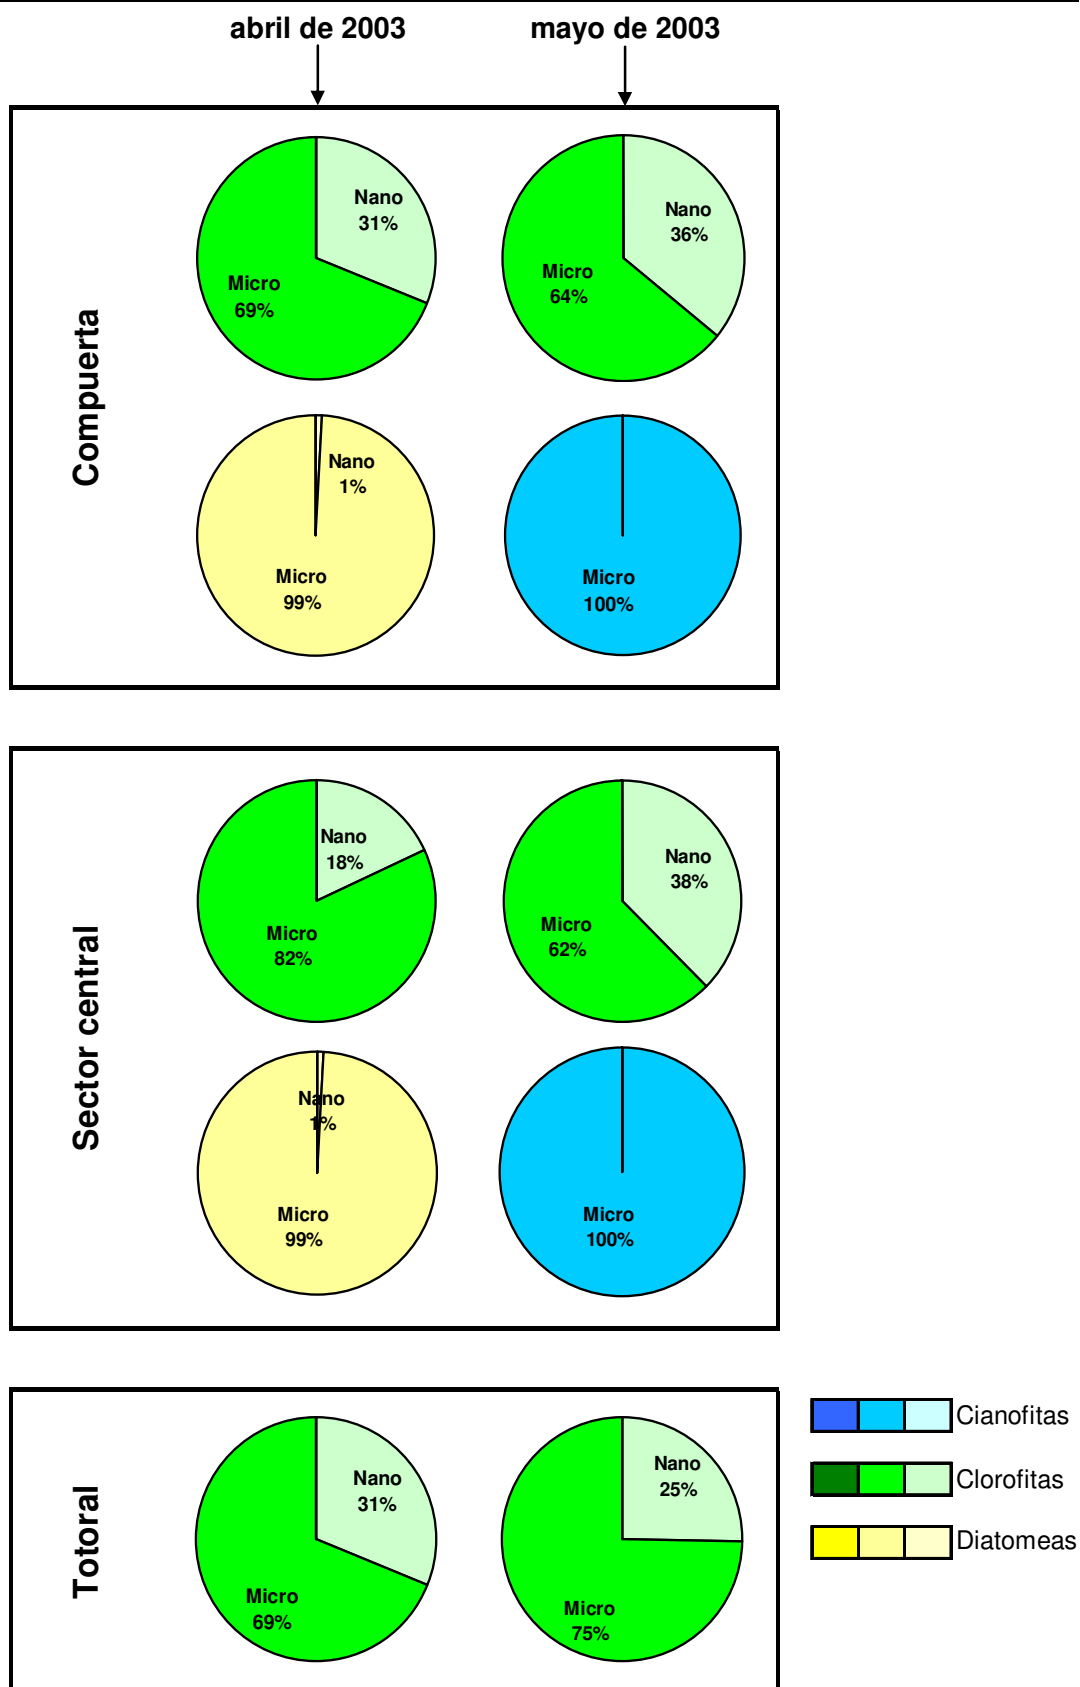 abril de 2003
mayo de 2003
Compuerta
Nano
31%
Micro
69%
Nano
36%
Micro
64%
Nano
1%
Micro
99%
Micro
100%
Sector central
Nano
18%
Micro
82%
Nano
38%
Micro
62%
Nano
1%
Micro
99%
Micro
100%
Totoral
Nano
31%
Micro
69%
Nano
25%
Micro
75%
Cianofitas
Clorofitas
Diatomeas